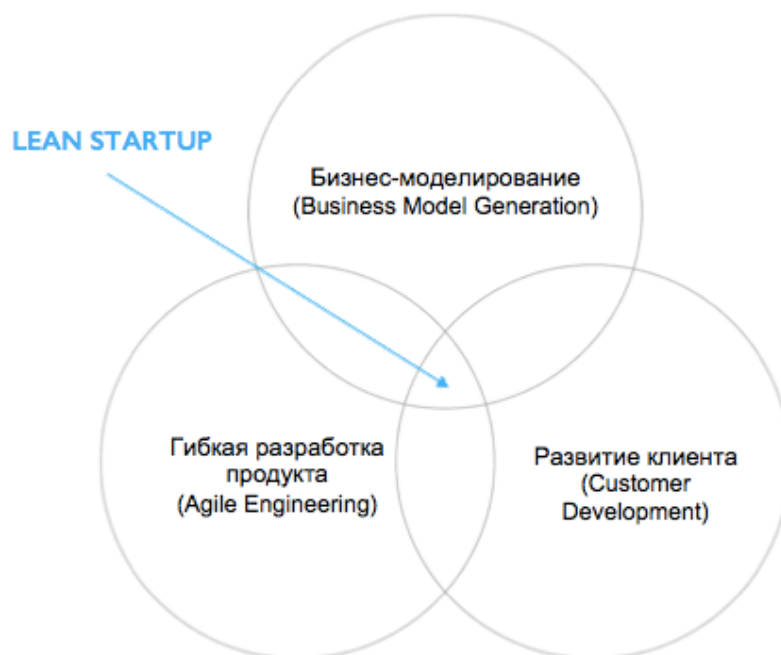 LEAN STARTUP
Бизнес-моделирование
(Business Model Generation)
Гибкая разработка
продукта
(Agile Engineering)
Развитие клиента
(Customer
Development)